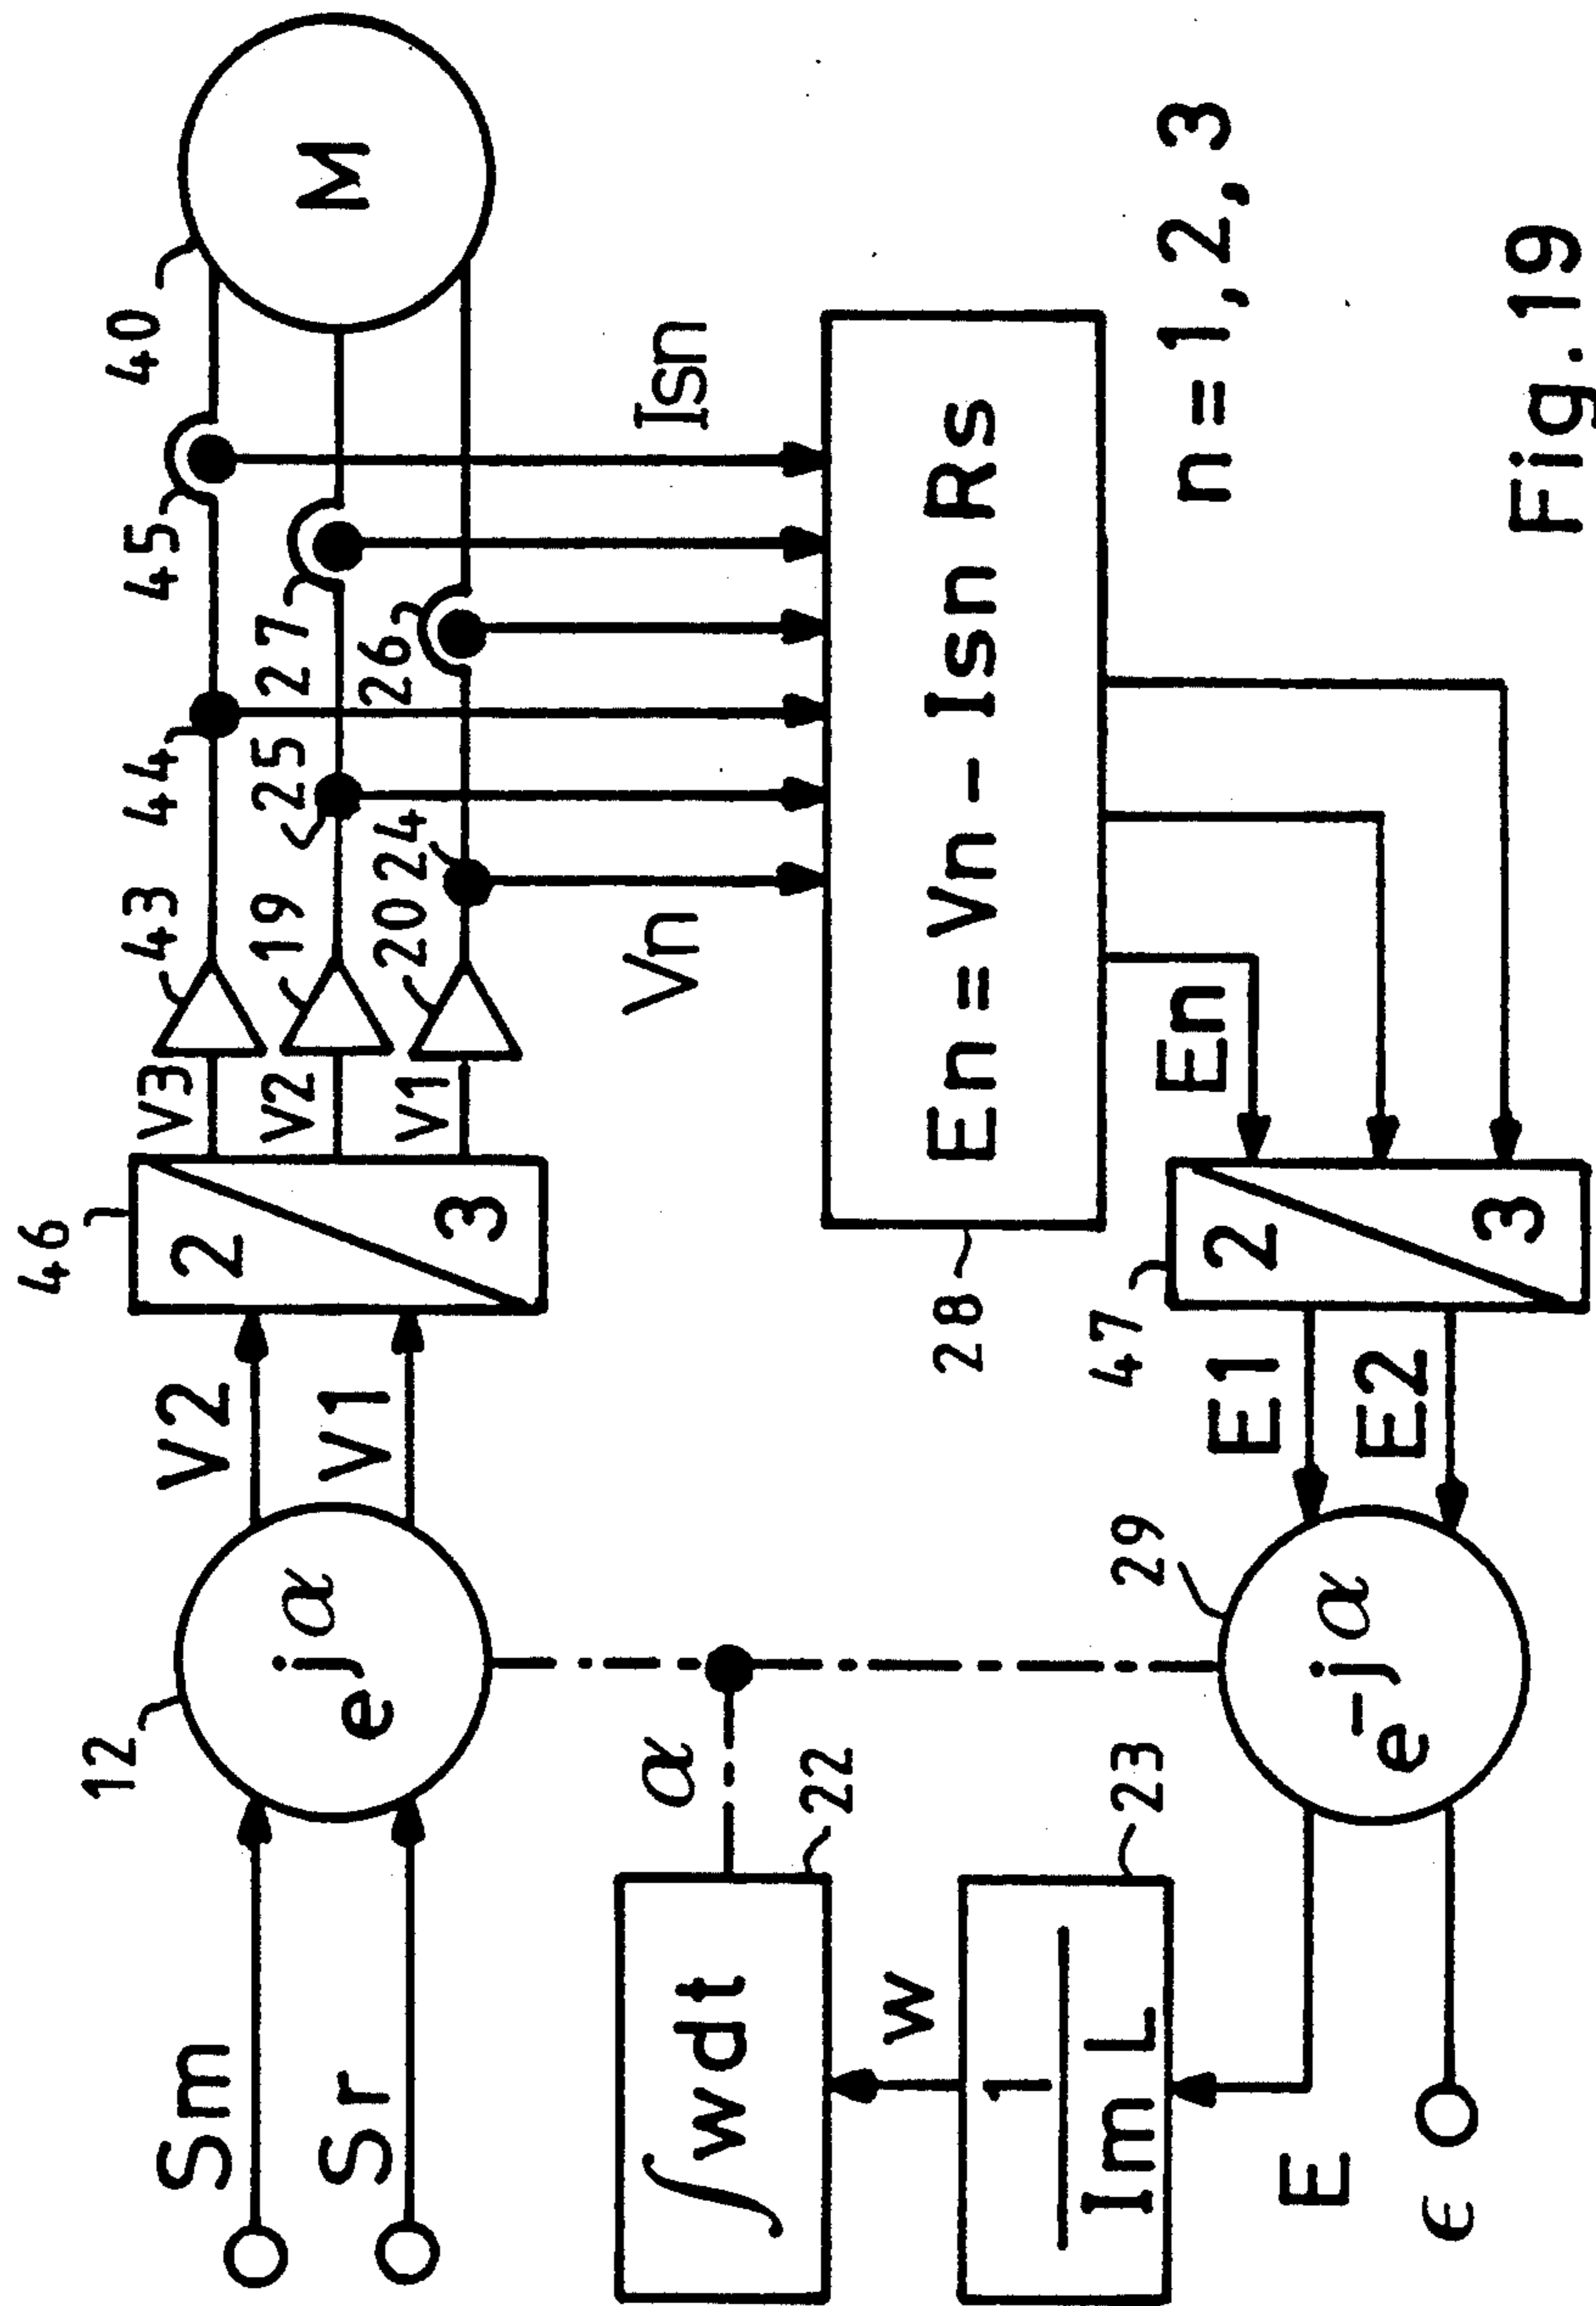 46
43
44
45
40
V3
19
25
27
V2
20 24
26
V1
M
12
V2
2
V1
3
Sm
e jα
Sr
Vn
Isn
α
∫ w dt
22
En = Vn - Isn Rs
28
w
1
Im L
23
47
En
n = 1, 2, 3
29
E1
2
E
e -jα
E2
3
ϵ
Fig. 19